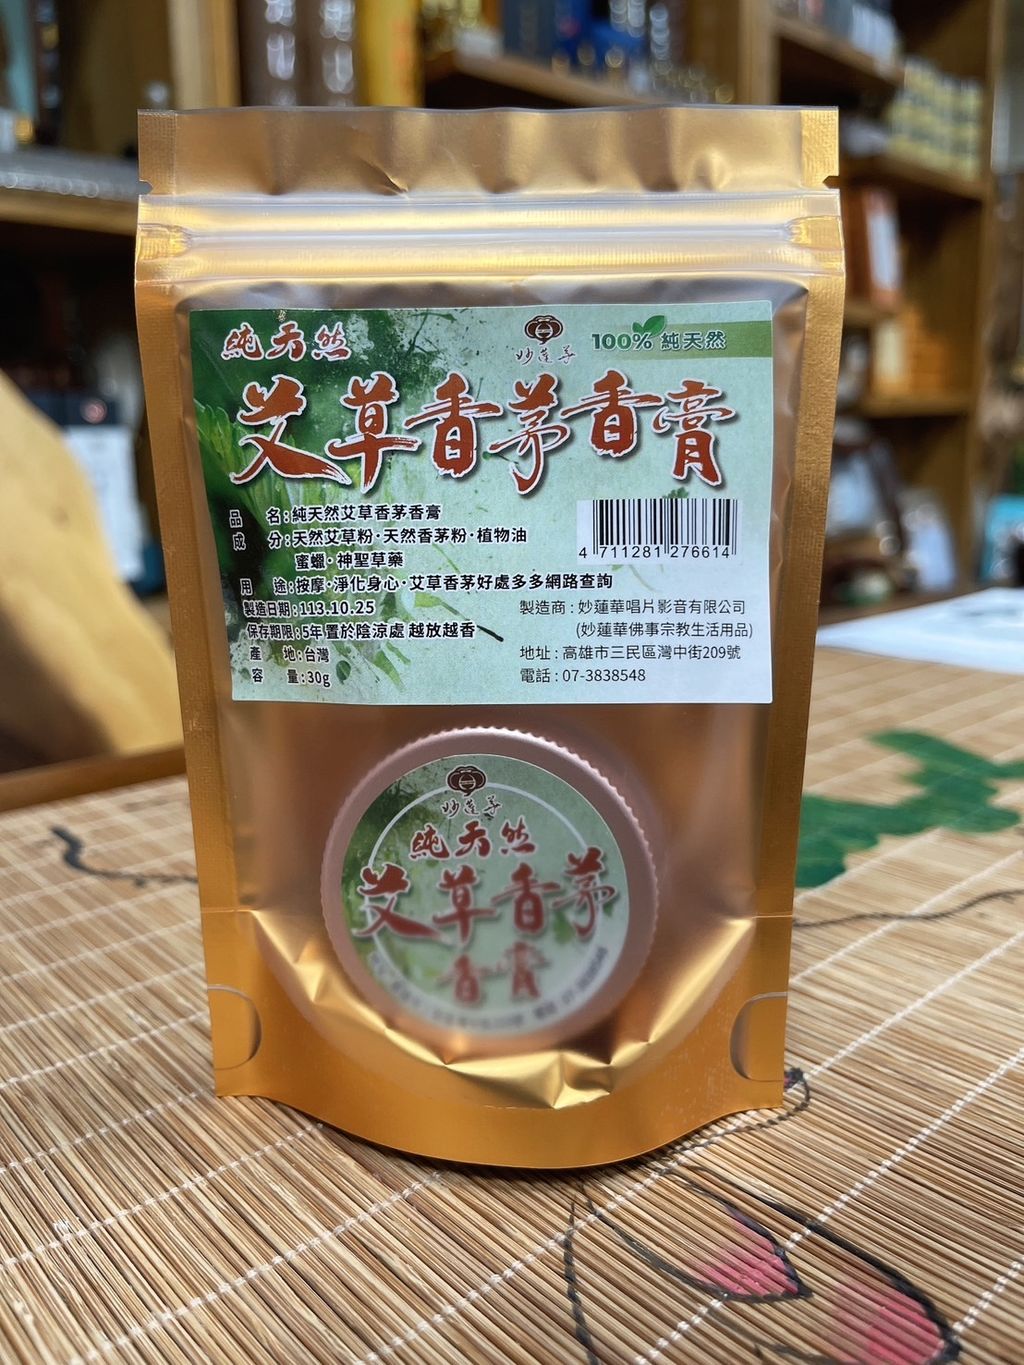 純天然
妙蓮華
100% 純天然
艾草香茅香膏
品 名:純天然艾草香茅香膏
成 分:天然艾草粉·天然香茅粉·植物油
蜜蠟·神聖草藥
用 途:按摩·淨化身心·艾草香茅好處多多網路查詢
製造日期:113.10.25
保存期限:5年置於陰涼處 越放越香
產 地:台灣
容 量:30g
4 711281 276614
製造商:妙蓮華唱片影音有限公司
(妙蓮華佛事宗教生活用品)
地址:高雄市三民區灣中街209號
電話:07-3838548
妙蓮華
純天然
艾草香茅
香膏